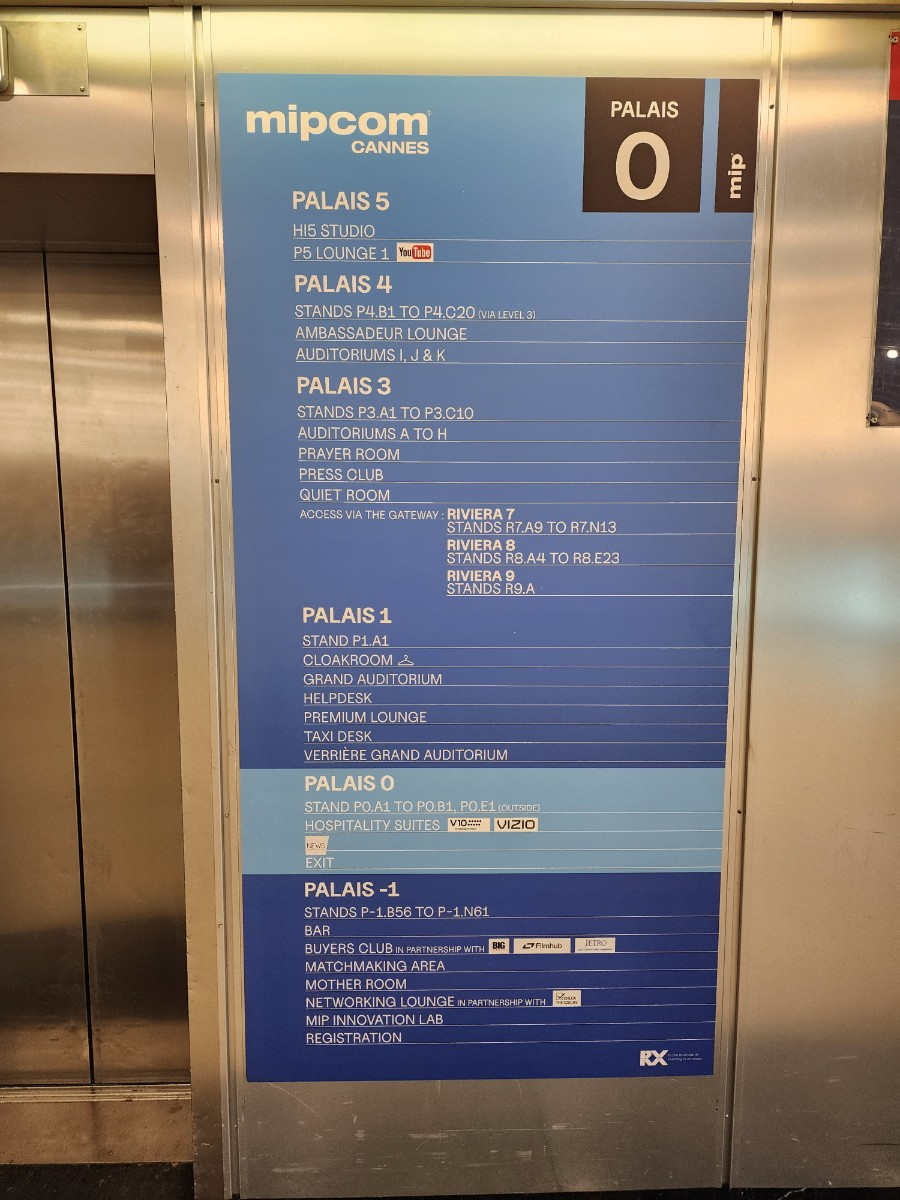 mipcom
CANNES
PALAIS
0
mip
PALAIS 5
HI5 STUDIO
P5 LOUNGE 1 YouTube
PALAIS 4
STANDS P4.B1 TO P4.C20 (VIA LEVEL 3)
AMBASSADEUR LOUNGE
AUDITORIUMS I, J & K
PALAIS 3
STANDS P3.A1 TO P3.C10
AUDITORIUMS A TO H
PRAYER ROOM
PRESS CLUB
QUIET ROOM
ACCESS VIA THE GATEWAY : RIVIERA 7
STANDS R7.A9 TO R7.N13
RIVIERA 8
STANDS R8.A4 TO R8.E23
RIVIERA 9
STANDS R9.A
PALAIS 1
STAND P1.A1
CLOAKROOM
GRAND AUDITORIUM
HELPDESK
PREMIUM LOUNGE
TAXI DESK
VERRIÈRE GRAND AUDITORIUM
PALAIS 0
STAND P0.A1 TO P0.B1, P0.E1 (OUTSIDE)
HOSPITALITY SUITES V10 VIZIO
NEWS
EXIT
PALAIS -1
STANDS P-1.B56 TO P-1.N61
BAR
BUYERS CLUB IN PARTNERSHIP WITH BIG Filmhub JETRO
MATCHMAKING AREA
MOTHER ROOM
NETWORKING LOUNGE IN PARTNERSHIP WITH
MIP INNOVATION LAB
REGISTRATION
RX